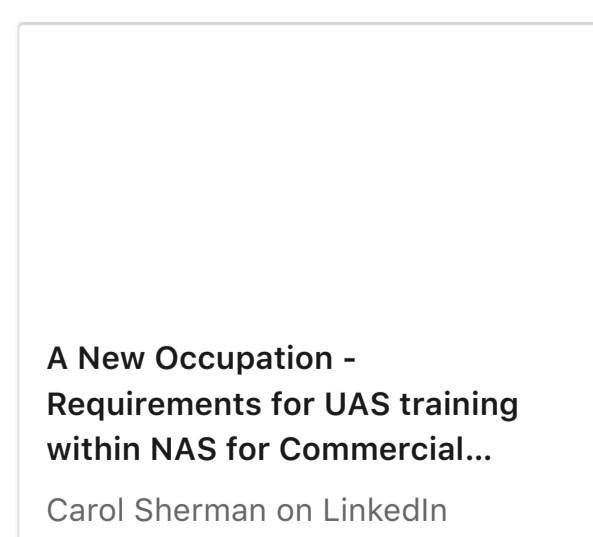 A New Occupation -
Requirements for UAS training
within NAS for Commercial...
Carol Sherman on LinkedIn